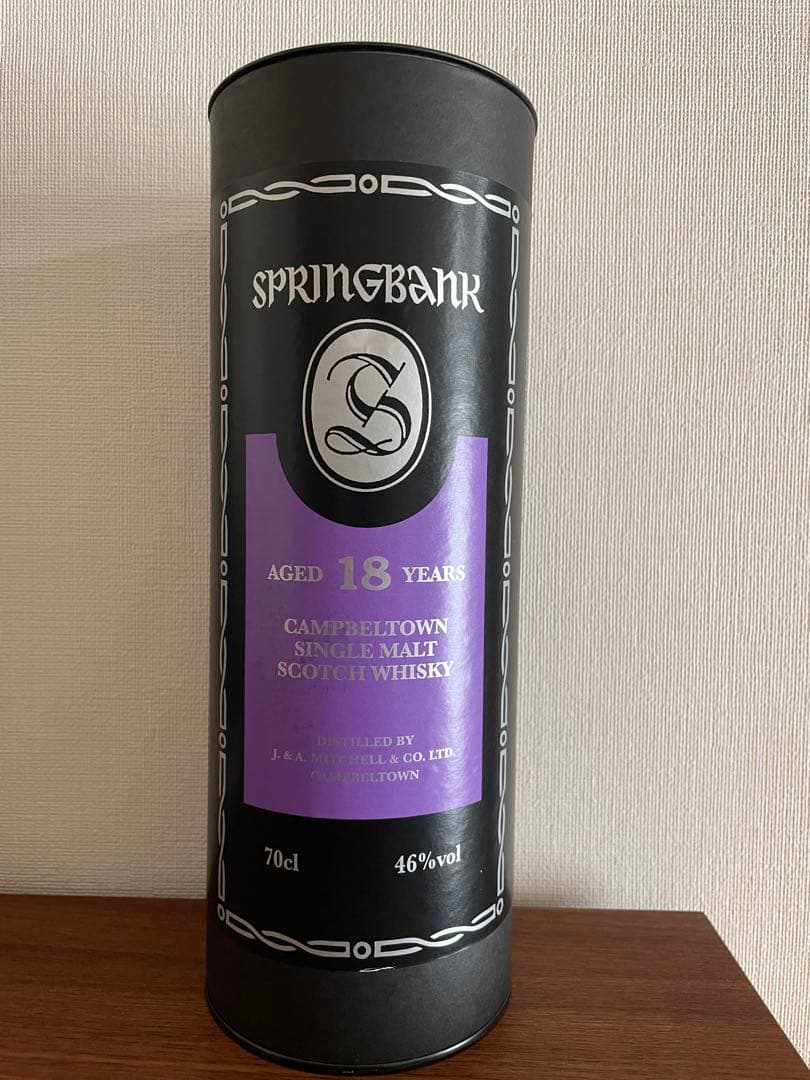 SPRINGBANK
S
AGED 18 YEARS
CAMPBELTOWN
SINGLE MALT
SCOTCH WHISKY
DISTILLED BY
J. & A. MITCHELL & CO. LTD.
CAMPBELTOWN
70cl 46%vol